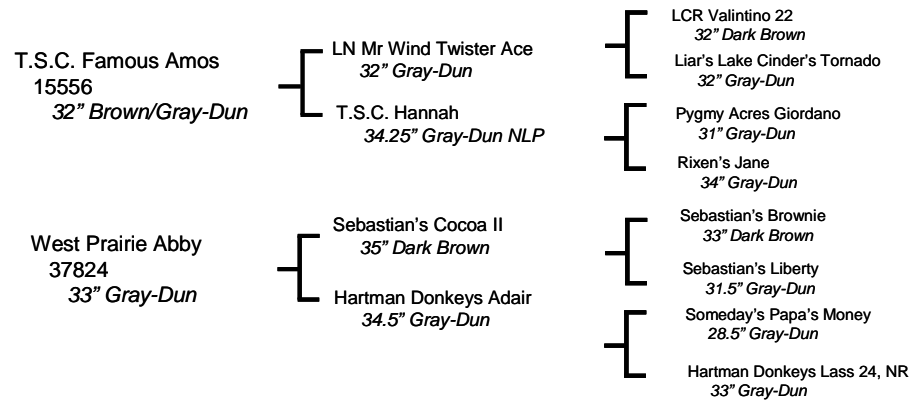 T.S.C. Famous Amos
15556
32” Brown/Gray-Dun
LN Mr Wind Twister Ace
32” Gray-Dun
T.S.C. Hannah
34.25” Gray-Dun NLP
LCR Valintino 22
32” Dark Brown
Liar’s Lake Cinder’s Tornado
32” Gray-Dun
Pygmy Acres Giordano
31” Gray-Dun
Rixen’s Jane
34” Gray-Dun
West Prairie Abby
37824
33” Gray-Dun
Sebastian’s Cocoa II
35” Dark Brown
Hartman Donkeys Adair
34.5” Gray-Dun
Sebastian’s Brownie
33” Dark Brown
Sebastian’s Liberty
31.5” Gray-Dun
Someday’s Papa’s Money
28.5” Gray-Dun
Hartman Donkeys Lass 24, NR
33” Gray-Dun